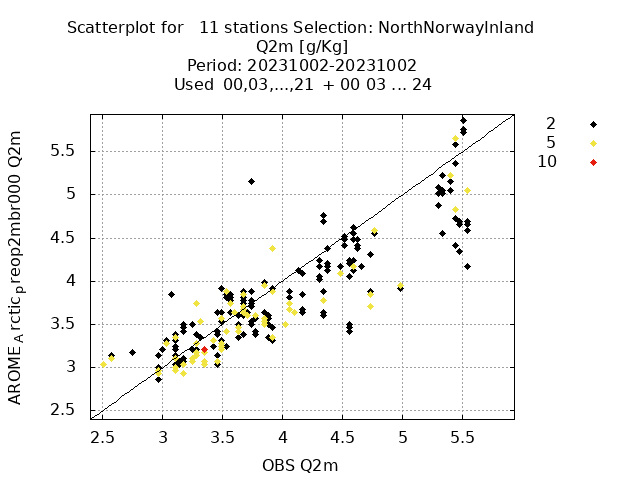 Scatterplot for   11 stations Selection: NorthNorwayInland
Q2m [g/Kg]
Period: 20231002-20231002
Used  00,03,...,21  + 00 03 ... 24
2
5
10
AROME_Arctic_preop2mbr000 Q2m
5.5
5
4.5
4
3.5
3
2.5
2.5 3 3.5 4 4.5 5 5.5
OBS Q2m